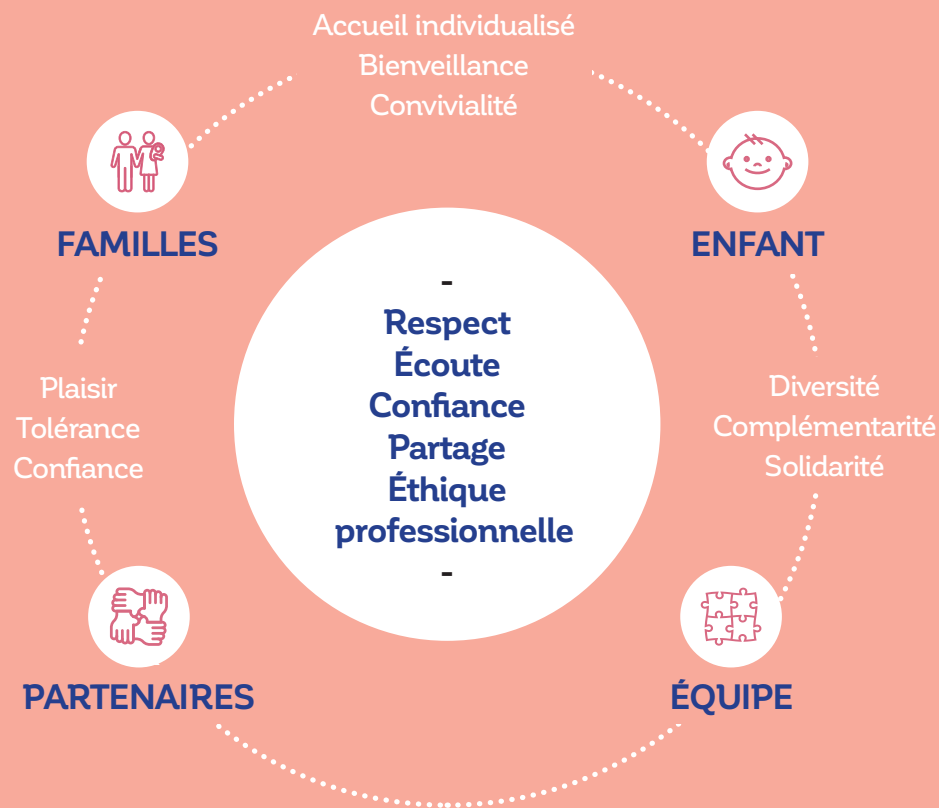 Accueil individualisé
Bienveillance
Convivialité
FAMILLES
ENFANT
-
Respect
Écoute
Confiance
Partage
Éthique
professionnelle
-
Plaisir
Tolérance
Confiance
Diversité
Complémentarité
Solidarité
PARTENAIRES
ÉQUIPE